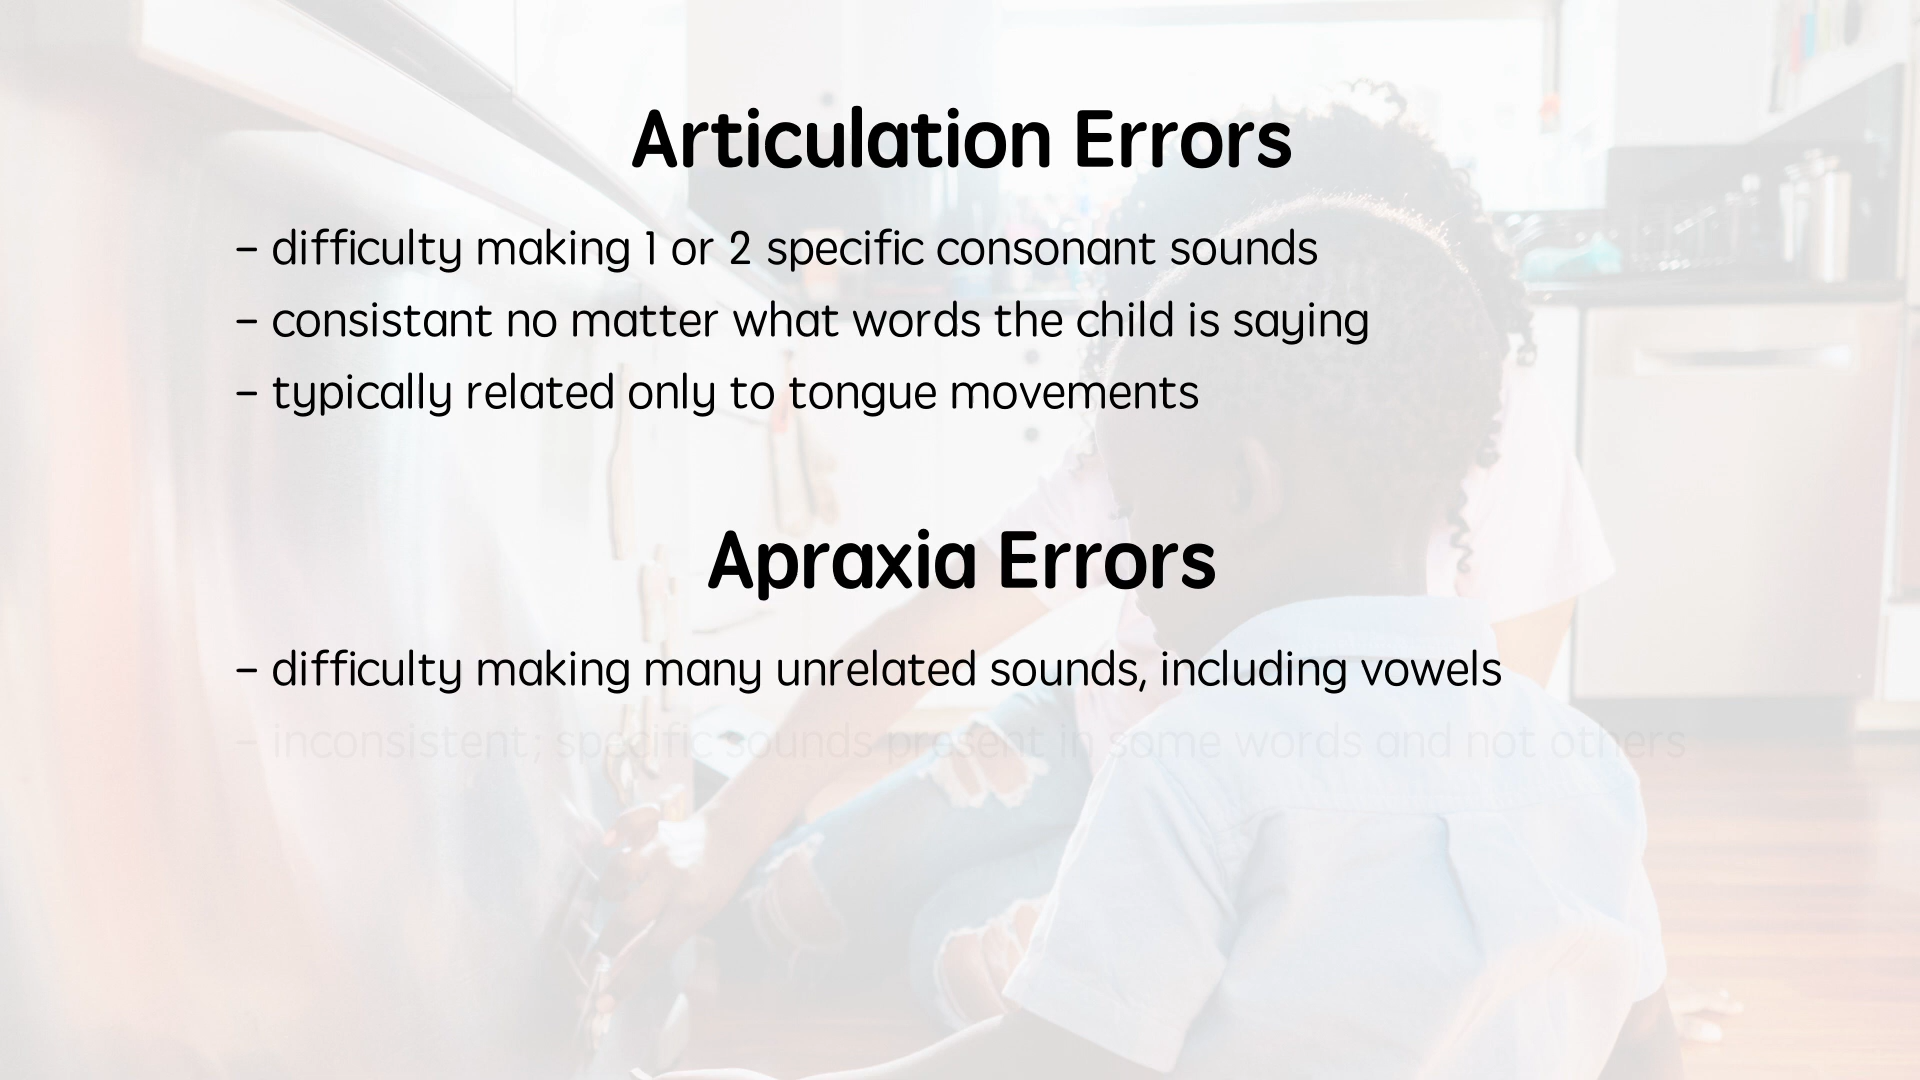 Articulation Errors
- difficulty making 1 or 2 specific consonant sounds
- consistant no matter what words the child is saying
- typically related only to tongue movements
Apraxia Errors
- difficulty making many unrelated sounds, including vowels
- inconsistent; specific sounds present in some words and not others